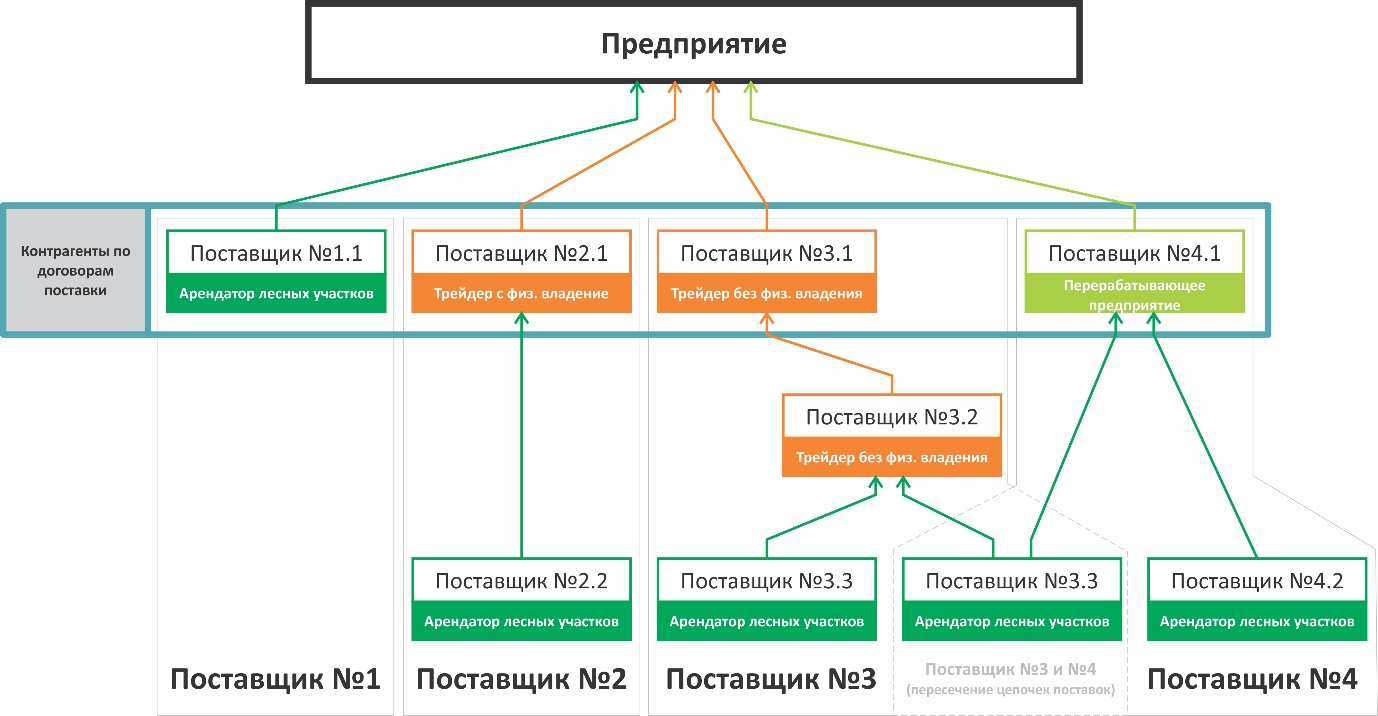 Предприятие
Контрагенты по
договорам
поставки
Поставщик №1.1
Арендатор лесных участков
Поставщик №2.1
Трейдер с физ. владение
Поставщик №3.1
Трейдер без физ. владения
Поставщик №4.1
Перерабатывающее
предприятие
Поставщик №3.2
Трейдер без физ. владения
Поставщик №2.2
Арендатор лесных участков
Поставщик №3.3
Арендатор лесных участков
Поставщик №3.3
Арендатор лесных участков
Поставщик №4.2
Арендатор лесных участков
Поставщик №1
Поставщик №2
Поставщик №3
Поставщик №3 и №4
(пересечение цепочек поставок)
Поставщик №4